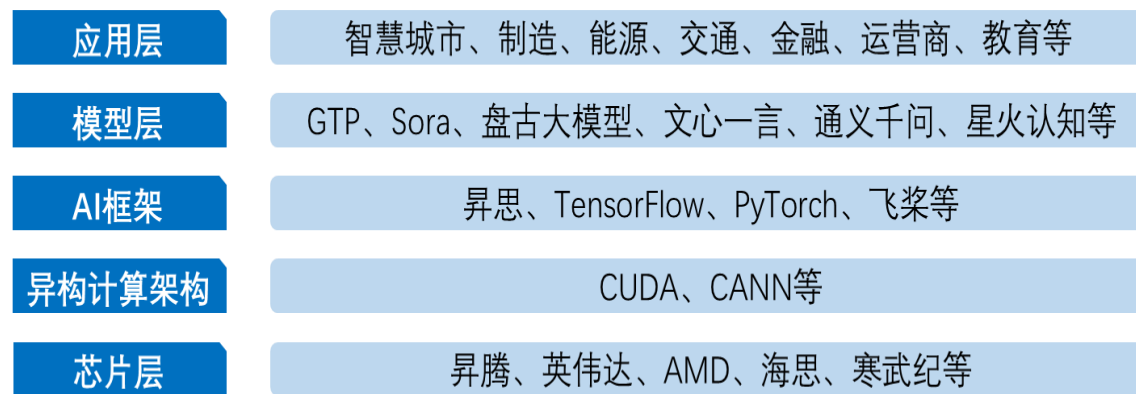 应用层
智慧城市、制造、能源、交通、金融、运营商、教育等
模型层
GTP、Sora、盘古大模型、文心一言、通义千问、星火认知等
AI框架
昇思、TensorFlow、PyTorch、飞桨等
异构计算架构
CUDA、CANN等
芯片层
昇腾、英伟达、AMD、海思、寒武纪等